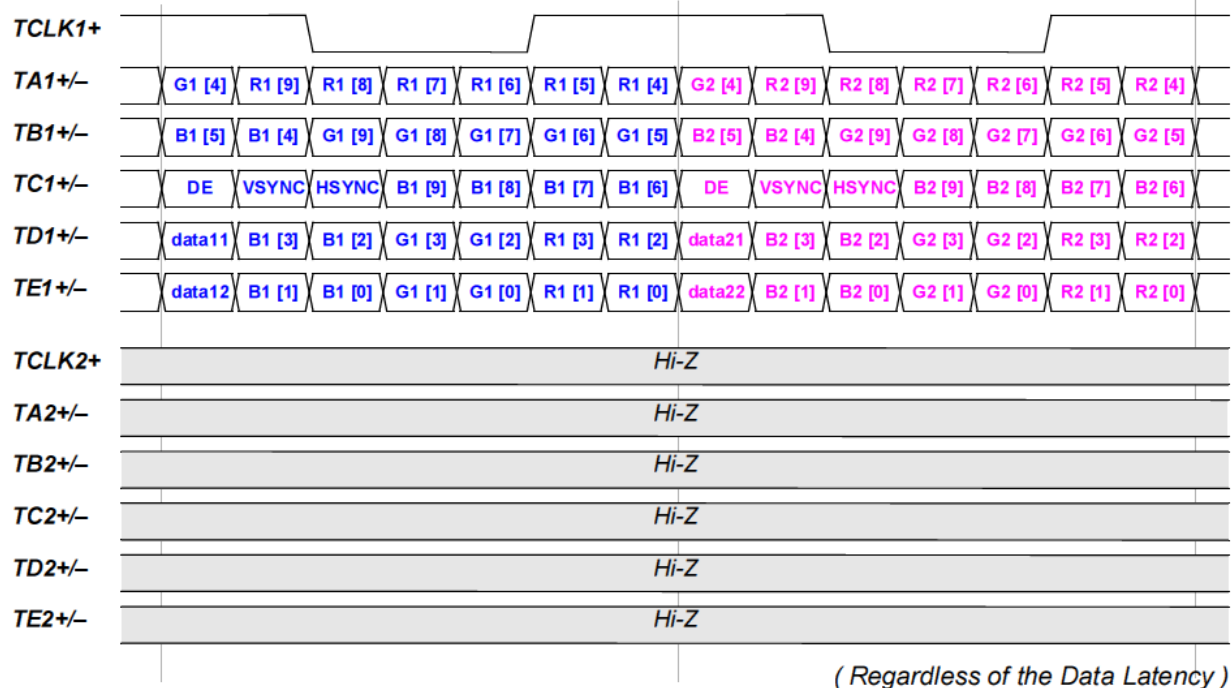 TCLK1+
TA1+/– G1 [4] R1 [9] R1 [8] R1 [7] R1 [6] R1 [5] R1 [4] G2 [4] R2 [9] R2 [8] R2 [7] R2 [6] R2 [5] R2 [4]
TB1+/– B1 [5] B1 [4] G1 [9] G1 [8] G1 [7] G1 [6] G1 [5] B2 [5] B2 [4] G2 [9] G2 [8] G2 [7] G2 [6] G2 [5]
TC1+/– DE VSYNC HSYNC B1 [9] B1 [8] B1 [7] B1 [6] DE VSYNC HSYNC B2 [9] B2 [8] B2 [7] B2 [6]
TD1+/– data11 B1 [3] B1 [2] G1 [3] G1 [2] R1 [3] R1 [2] data21 B2 [3] B2 [2] G2 [3] G2 [2] R2 [3] R2 [2]
TE1+/– data12 B1 [1] B1 [0] G1 [1] G1 [0] R1 [1] R1 [0] data22 B2 [1] B2 [0] G2 [1] G2 [0] R2 [1] R2 [0]
TCLK2+ Hi-Z
TA2+/– Hi-Z
TB2+/– Hi-Z
TC2+/– Hi-Z
TD2+/– Hi-Z
TE2+/– Hi-Z
( Regardless of the Data Latency )